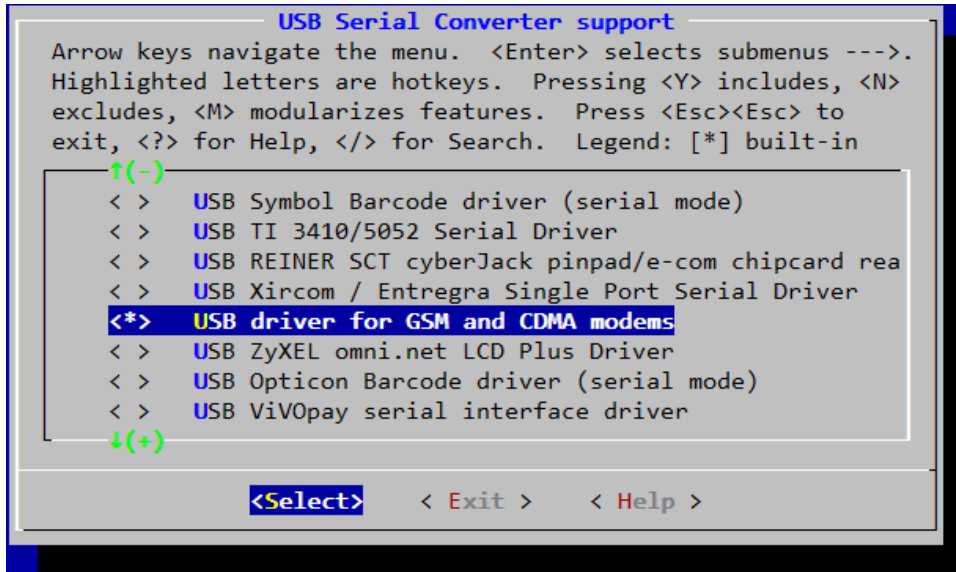 USB Serial Converter support
Arrow keys navigate the menu. <Enter> selects submenus --->.
Highlighted letters are hotkeys. Pressing <Y> includes, <N>
excludes, <M> modularizes features. Press <Esc><Esc> to
exit, <?> for Help, </> for Search. Legend: [*] built-in
↑(-)
< > USB Symbol Barcode driver (serial mode)
< > USB TI 3410/5052 Serial Driver
< > USB REINER SCT cyberJack pinpad/e-com chipcard rea
< > USB Xircom / Entregra Single Port Serial Driver
<*> USB driver for GSM and CDMA modems
< > USB ZyXEL omni.net LCD Plus Driver
< > USB Opticon Barcode driver (serial mode)
< > USB ViVOpay serial interface driver
↓(+)
<Select> < Exit > < Help >